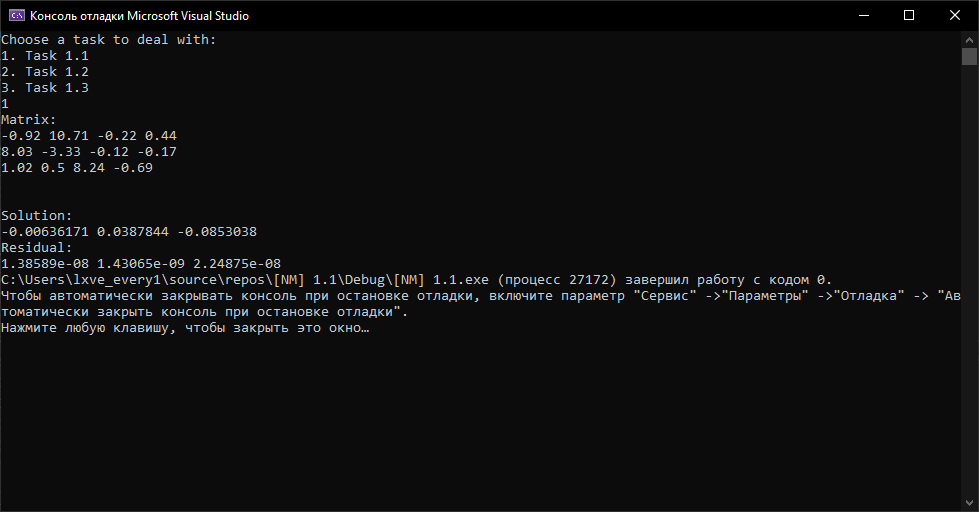 Консоль отладки Microsoft Visual Studio
Choose a task to deal with:
1. Task 1.1
2. Task 1.2
3. Task 1.3
1
Matrix:
-0.92 10.71 -0.22 0.44
8.03 -3.33 -0.12 -0.17
1.02 0.5 8.24 -0.69
Solution:
-0.00636171 0.0387844 -0.0853038
Residual:
1.38589e-08 1.43065e-09 2.24875e-08
C:\Users\lxve_every1\source\repos\[NM] 1.1\Debug\[NM] 1.1.exe (процесс 27172) завершил работу с кодом 0.
Чтобы автоматически закрывать консоль при остановке отладки, включите параметр "Сервис" ->"Параметры" ->"Отладка" -> "Ав
томатически закрыть консоль при остановке отладки".
Нажмите любую клавишу, чтобы закрыть это окно…